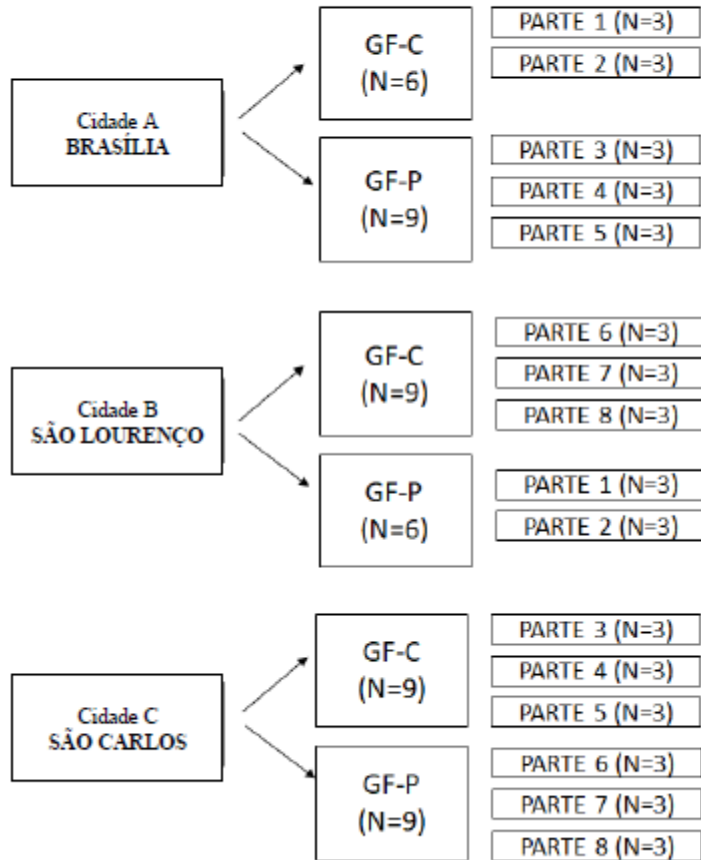 Cidade A
BRASÍLIA
GF-C
(N=6)
PARTE 1 (N=3)
PARTE 2 (N=3)
GF-P
(N=9)
PARTE 3 (N=3)
PARTE 4 (N=3)
PARTE 5 (N=3)
Cidade B
SÃO LOURENÇO
GF-C
(N=9)
PARTE 6 (N=3)
PARTE 7 (N=3)
PARTE 8 (N=3)
GF-P
(N=6)
PARTE 1 (N=3)
PARTE 2 (N=3)
Cidade C
SÃO CARLOS
GF-C
(N=9)
PARTE 3 (N=3)
PARTE 4 (N=3)
PARTE 5 (N=3)
GF-P
(N=9)
PARTE 6 (N=3)
PARTE 7 (N=3)
PARTE 8 (N=3)